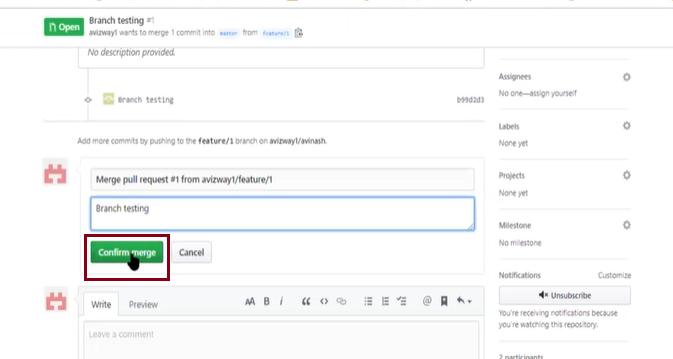 Open
Branch testing #1
avizway1 wants to merge 1 commit into master from feature/1
No description provided.
Branch testing
b99d2d3
Add more commits by pushing to the feature/1 branch on avizway1/avinash.
Merge pull request #1 from avizway1/feature/1
Branch testing
Confirm merge
Cancel
Write
Preview
AA B i
Leave a comment
Assignees
No one—assign yourself
Labels
None yet
Projects
None yet
Milestone
No milestone
Notifications
Customize
Unsubscribe
You're receiving notifications because
you're watching this repository.
2 participants